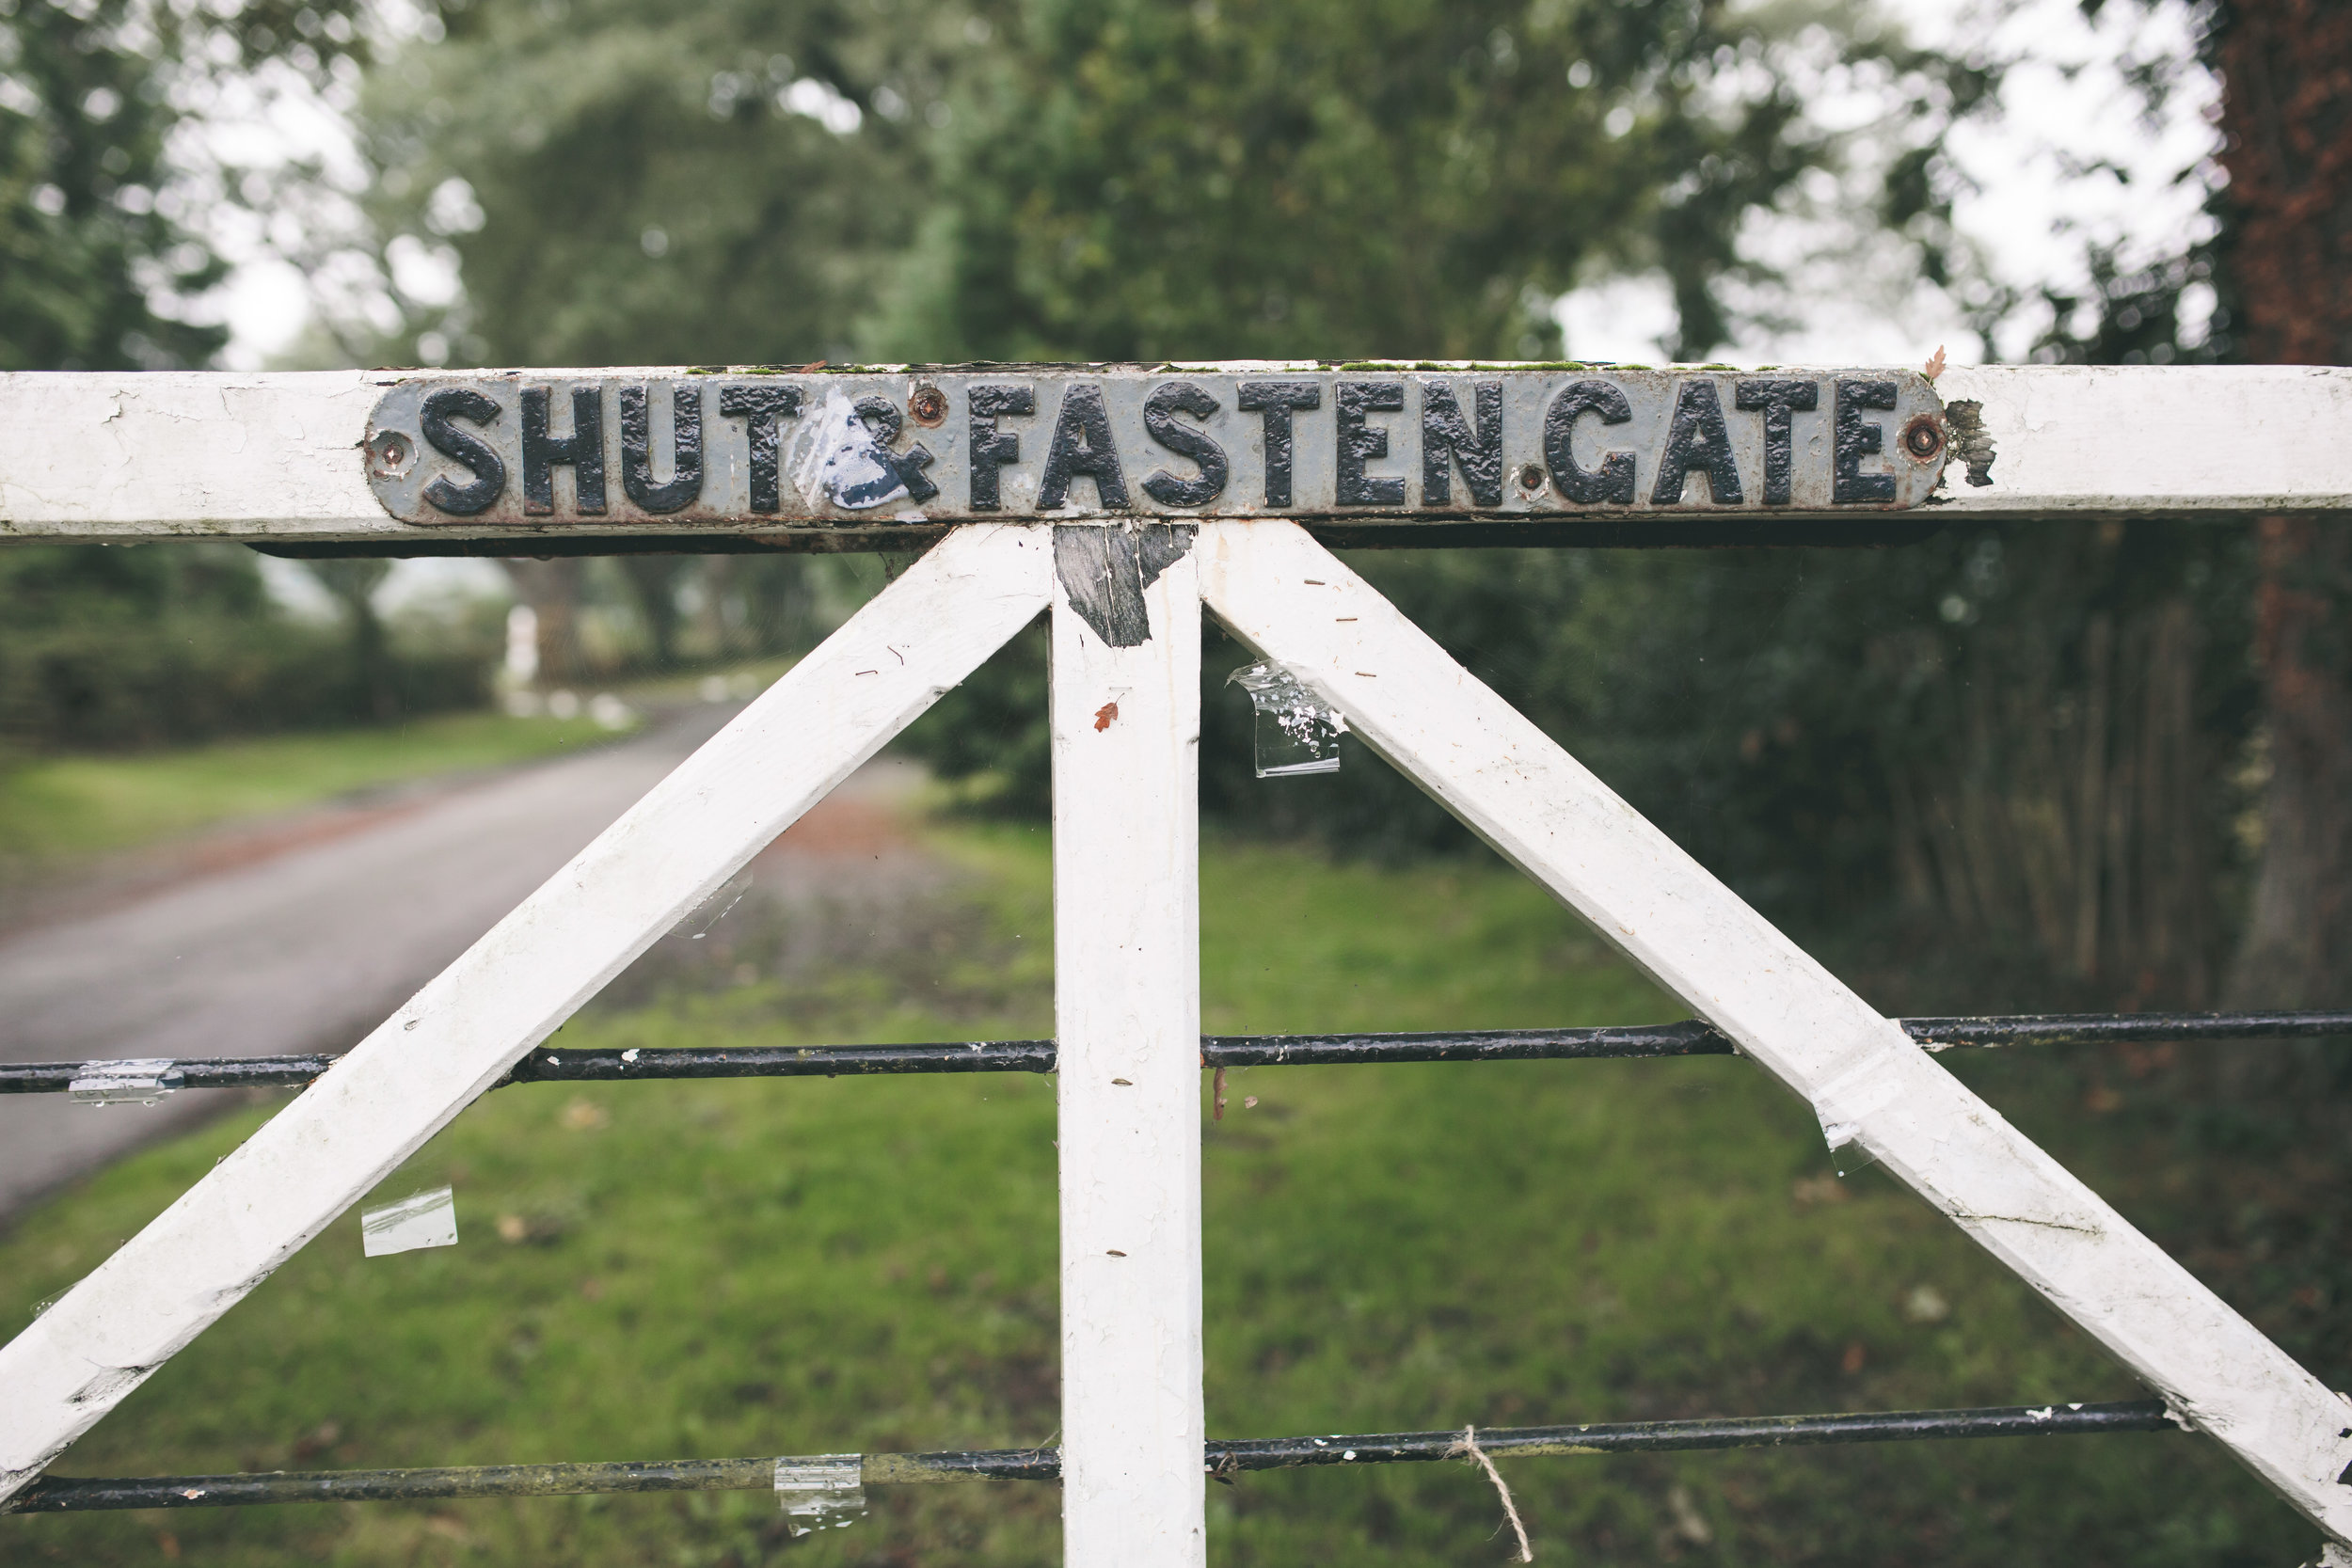 SHUT & FASTEN GATE